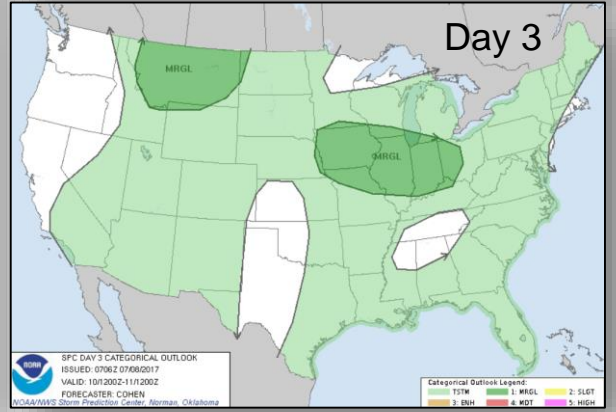 Day 3
MRGL
MRGL
NOAA
SPC DAY 3 CATEGORICAL OUTLOOK
ISSUED: 0706Z 07/08/2017
VALID: 10/1200Z-11/1200Z
FORECASTER: COHEN
NOAA/NWS Storm Prediction Center, Norman, Oklahoma
Categorical Outlook Legend:
TSTM 1: MRGL 2: SLGT
3: ENH 4: MDT 5: HIGH